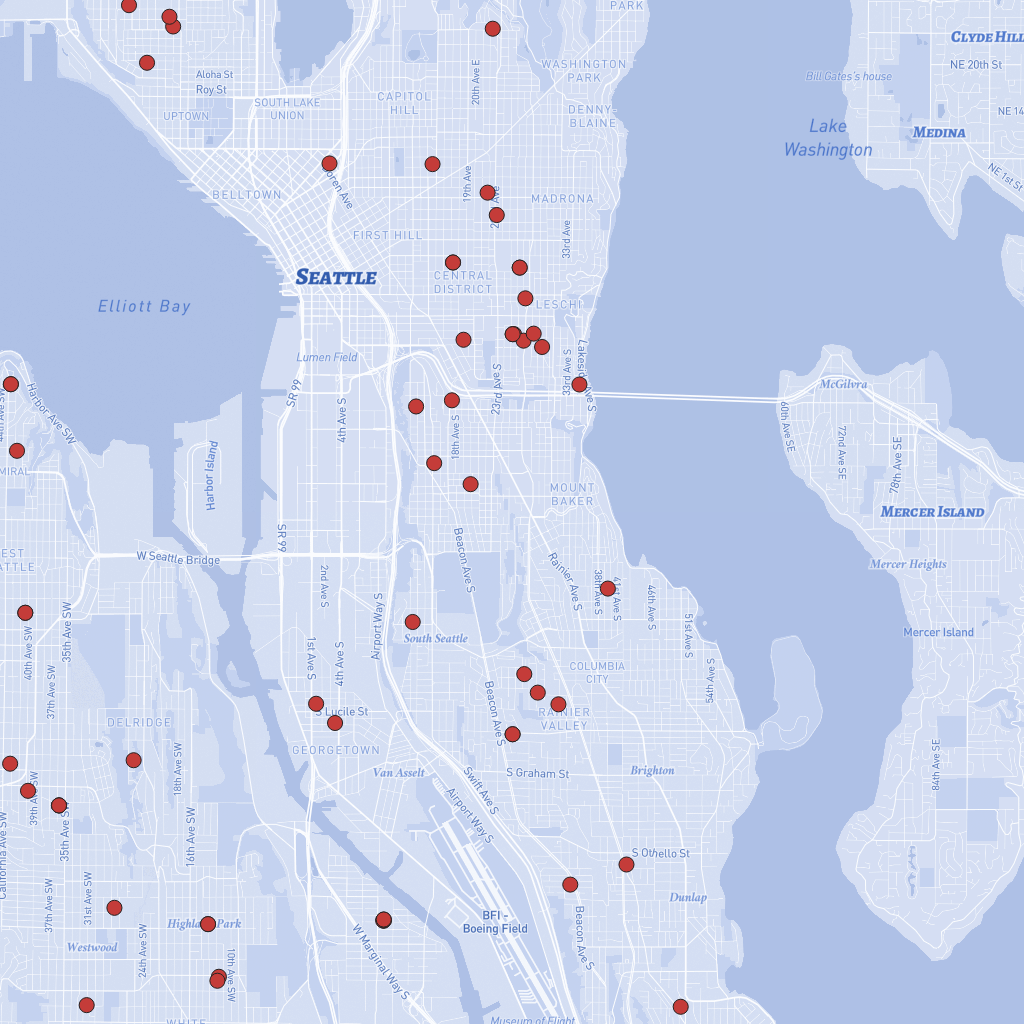 PARK
CLYDE HILL
NE 20th St
WASHINGTON
PARK
Bill Gates's house
Aloha St
Roy St
20th Ave E
CAPITOL
HILL
SOUTH LAKE
UNION
DENNY-
BLAINE
NE 14
UPTOWN
Lake
Washington
MEDINA
NE 1st St
BELLTOWN
19th Ave
Ave
MADRONA
33rd Ave
FIRST HILL
SEATTLE
CENTRAL
DISTRICT
Elliott Bay
LESCHI
Lumen Field
SR 99
4th Ave S
23rd Ave S
33rd Ave S
McGilvra
Harbor Ave SW
60th Ave SE
72nd Ave SE
78th Ave SE
18th Ave S
Harbor Island
MOUNT
BAKER
MERCER ISLAND
SR 99
W Seattle Bridge
Beacon Ave S
Rainier Ave S
Mercer Heights
2nd Ave S
38th Ave S
41st Ave S
46th Ave S
51st Ave S
54th Ave S
Airport Way S
South Seattle
Mercer Island
35th Ave SW
40th Ave SW
37th Ave SW
1st Ave S
4th Ave S
COLUMBIA
CITY
Beacon Ave S
S Lucile St
RAINIER
VALLEY
DELRIDGE
GEORGETOWN
Van Asselt
S Graham St
Brighton
18th Ave SW
84th Ave SE
39th Ave SW
35th Ave SW
16th Ave SW
California Ave SW
Swift Ave S
Airport Way S
S Othello St
37th Ave SW
31st Ave SW
Dunlap
Highland Park
BFI -
Boeing Field
Beacon Ave S
Westwood
24th Ave SW
10th Ave SW
W Marginal Way S
Museum of Flight
WHITE